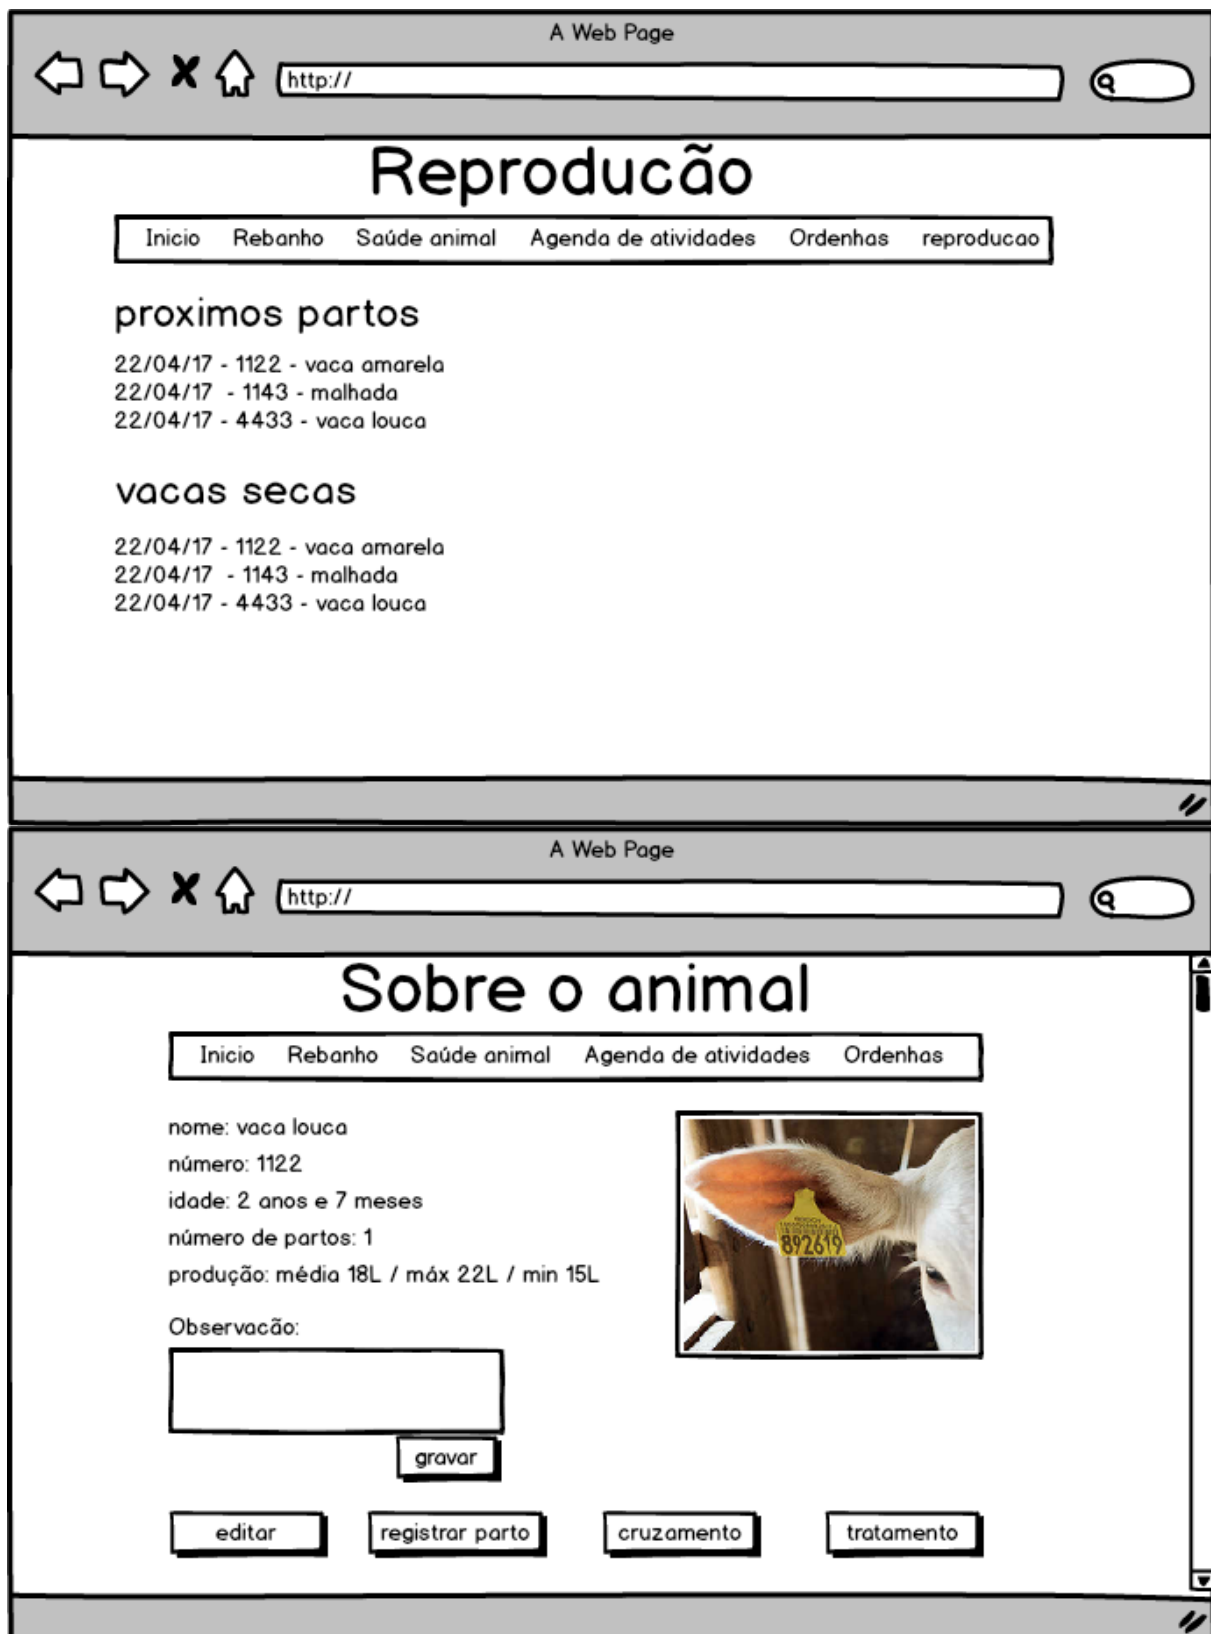 A Web Page
http://
Reproducão
Inicio Rebanho Saúde animal Agenda de atividades Ordenhas reproducao
proximos partos
22/04/17 - 1122 - vaca amarela
22/04/17 - 1143 - malhada
22/04/17 - 4433 - vaca louca
vacas secas
22/04/17 - 1122 - vaca amarela
22/04/17 - 1143 - malhada
22/04/17 - 4433 - vaca louca
A Web Page
http://
Sobre o animal
Inicio Rebanho Saúde animal Agenda de atividades Ordenhas
nome: vaca louca
número: 1122
idade: 2 anos e 7 meses
número de partos: 1
produção: média 18L / máx 22L / min 15L
892619
Observacão:
gravar
editar registrar parto cruzamento tratamento